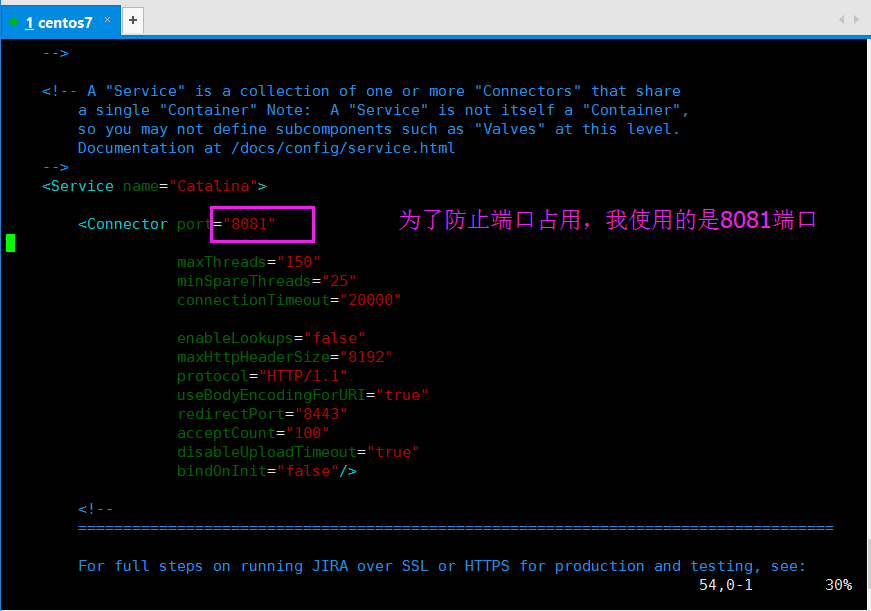 1 centos7 × +
-->
<!-- A "Service" is a collection of one or more "Connectors" that share
a single "Container" Note:  A "Service" is not itself a "Container",
so you may not define subcomponents such as "Valves" at this level.
Documentation at /docs/config/service.html
-->
<Service name="Catalina">
<Connector port="8081" 为了防止端口占用，我使用的是8081端口
maxThreads="150"
minSpareThreads="25"
connectionTimeout="20000"
enableLookups="false"
maxHttpHeaderSize="8192"
protocol="HTTP/1.1"
useBodyEncodingForURI="true"
redirectPort="8443"
acceptCount="100"
disableUploadTimeout="true"
bindOnInit="false"/>
<!--
====================================================================================
For full steps on running JIRA over SSL or HTTPS for production and testing, see:
54,0-1 30%